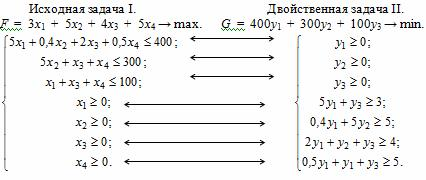 Исходная задача I. Двойственная задача II.
F = 3x₁ + 5x₂ + 4x₃ + 5x₄ → max. G = 400y₁ + 300y₂ + 100y₃ → min.
5x₁ + 0,4x₂ + 2x₃ + 0,5x₄ ≤ 400; y₁ ≥ 0;
5x₂ + x₃ + x₄ ≤ 300; y₂ ≥ 0;
x₁ + x₃ + x₄ ≤ 100; y₃ ≥ 0;
x₁ ≥ 0; 5y₁ + y₃ ≥ 3;
x₂ ≥ 0; 0,4y₁ + 5y₂ ≥ 5;
x₃ ≥ 0; 2y₁ + y₂ + y₃ ≥ 4;
x₄ ≥ 0. 0,5y₁ + y₁ + y₃ ≥ 5.